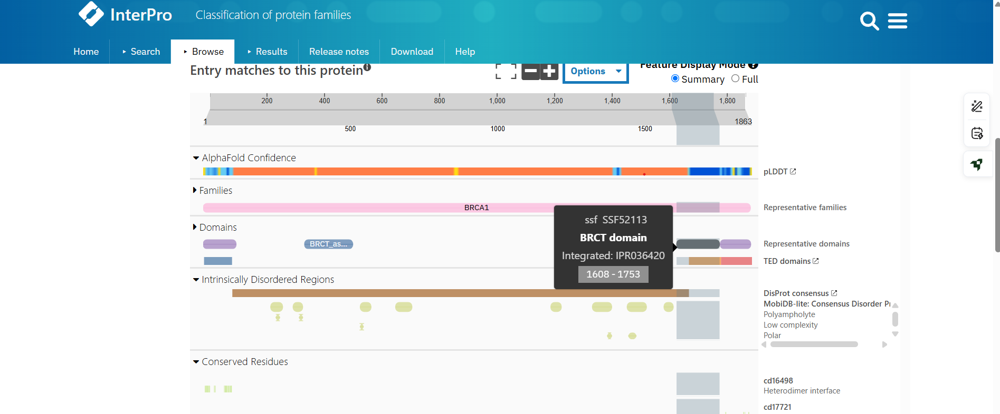 InterPro Classification of protein families
Home Search Browse Results Release notes Download Help
Entry matches to this protein
Options
Feature Display Mode
Summary Full
200 400 600 800 1,000 1,200 1,400 1,600 1,800
1 1863
500 1000 1500
AlphaFold Confidence
pLDDT
Families
BRCA1
Representative families
ssf SSF52113
BRCT domain
Integrated: IPR036420
1608 - 1753
Domains
BRCT_as...
Representative domains
TED domains
Intrinsically Disordered Regions
DisProt consensus
MobiDB-lite: Consensus Disorder Pr
Polyampholyte
Low complexity
Polar
Conserved Residues
cd16498
Heterodimer interface
cd17721